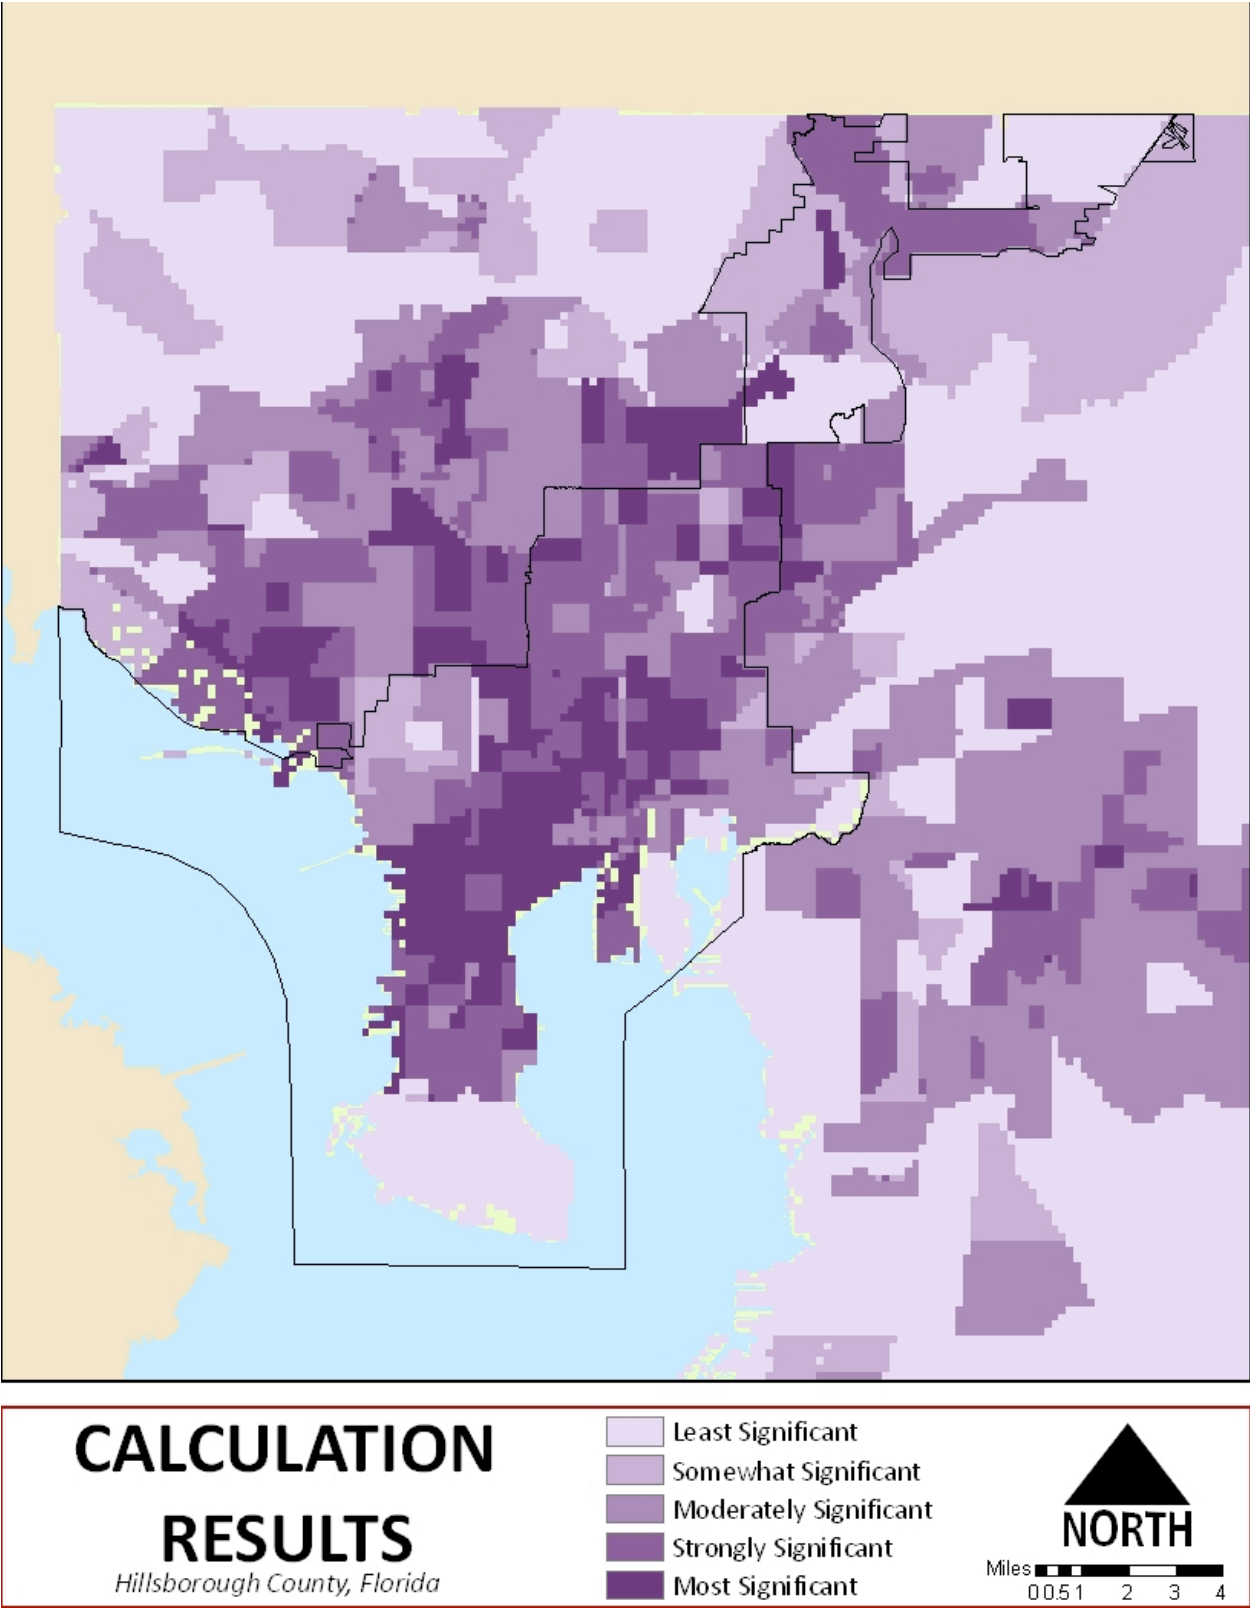 CALCULATION
RESULTS
Hillsborough County, Florida
Least Significant
Somewhat Significant
Moderately Significant
Strongly Significant
Most Significant
NORTH
Miles
0 0.5 1 2 3 4